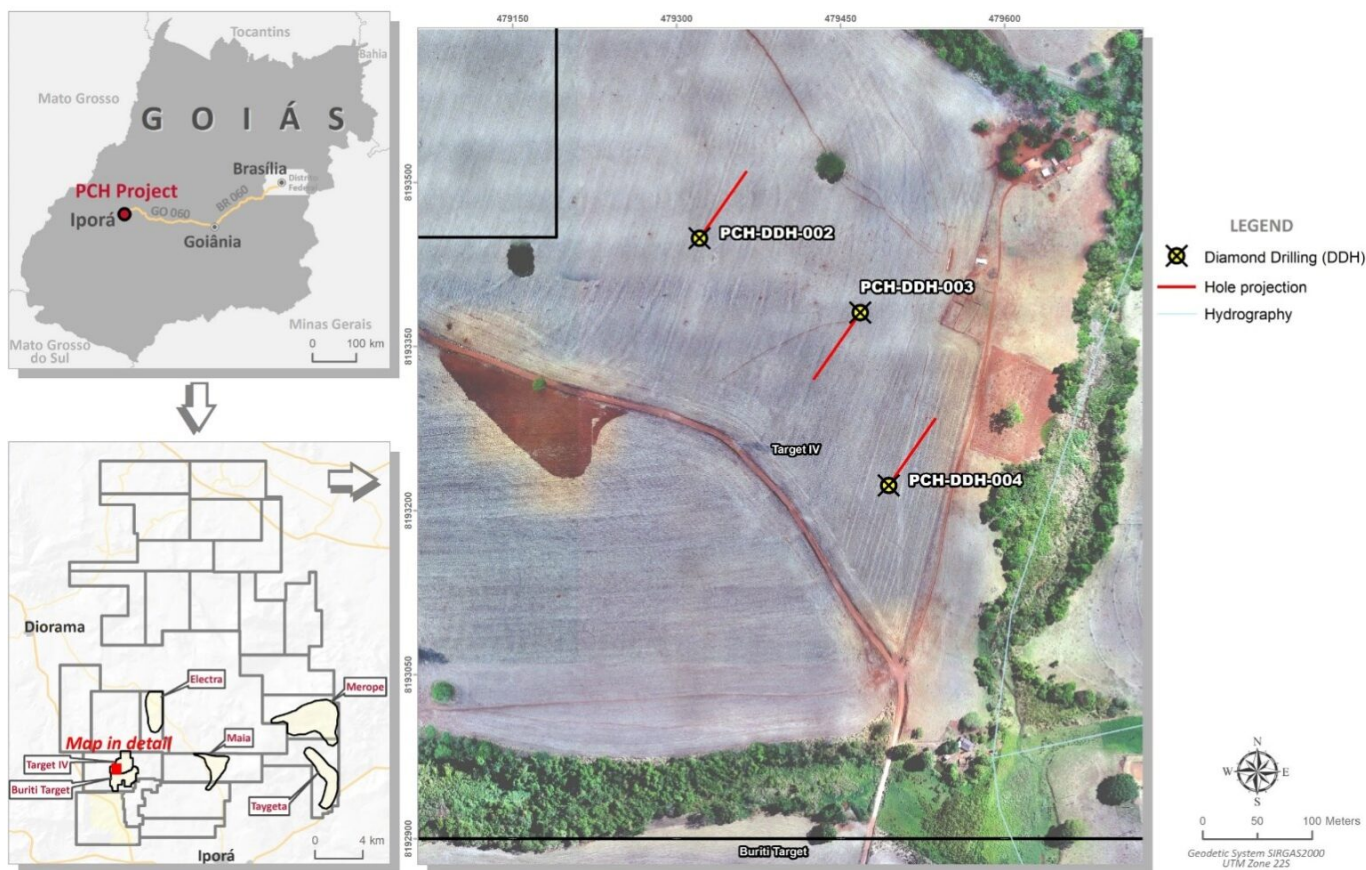 Tocantins
Bahia
Mato Grosso
GOIÁS
Brasília
Distrito
Federal
PCH Project
Iporá
GO 060
BR 060
Goiânia
Minas Gerais
Mato Grosso
do Sul
0 100 km
Diorama
Electra
Merope
Map in detail
Maia
Target IV
Buriti Target
Taygeta
0 4 km
Iporá
479150 479300 479450 479600
8193500
8193350
8193200
8193050
8192900
PCH-DDH-002
PCH-DDH-003
Target IV
PCH-DDH-004
Buriti Target
LEGEND
Diamond Drilling (DDH)
Hole projection
Hydrography
N
W E
S
0 50 100 Meters
Geodetic System SIRGAS2000
UTM Zone 22S